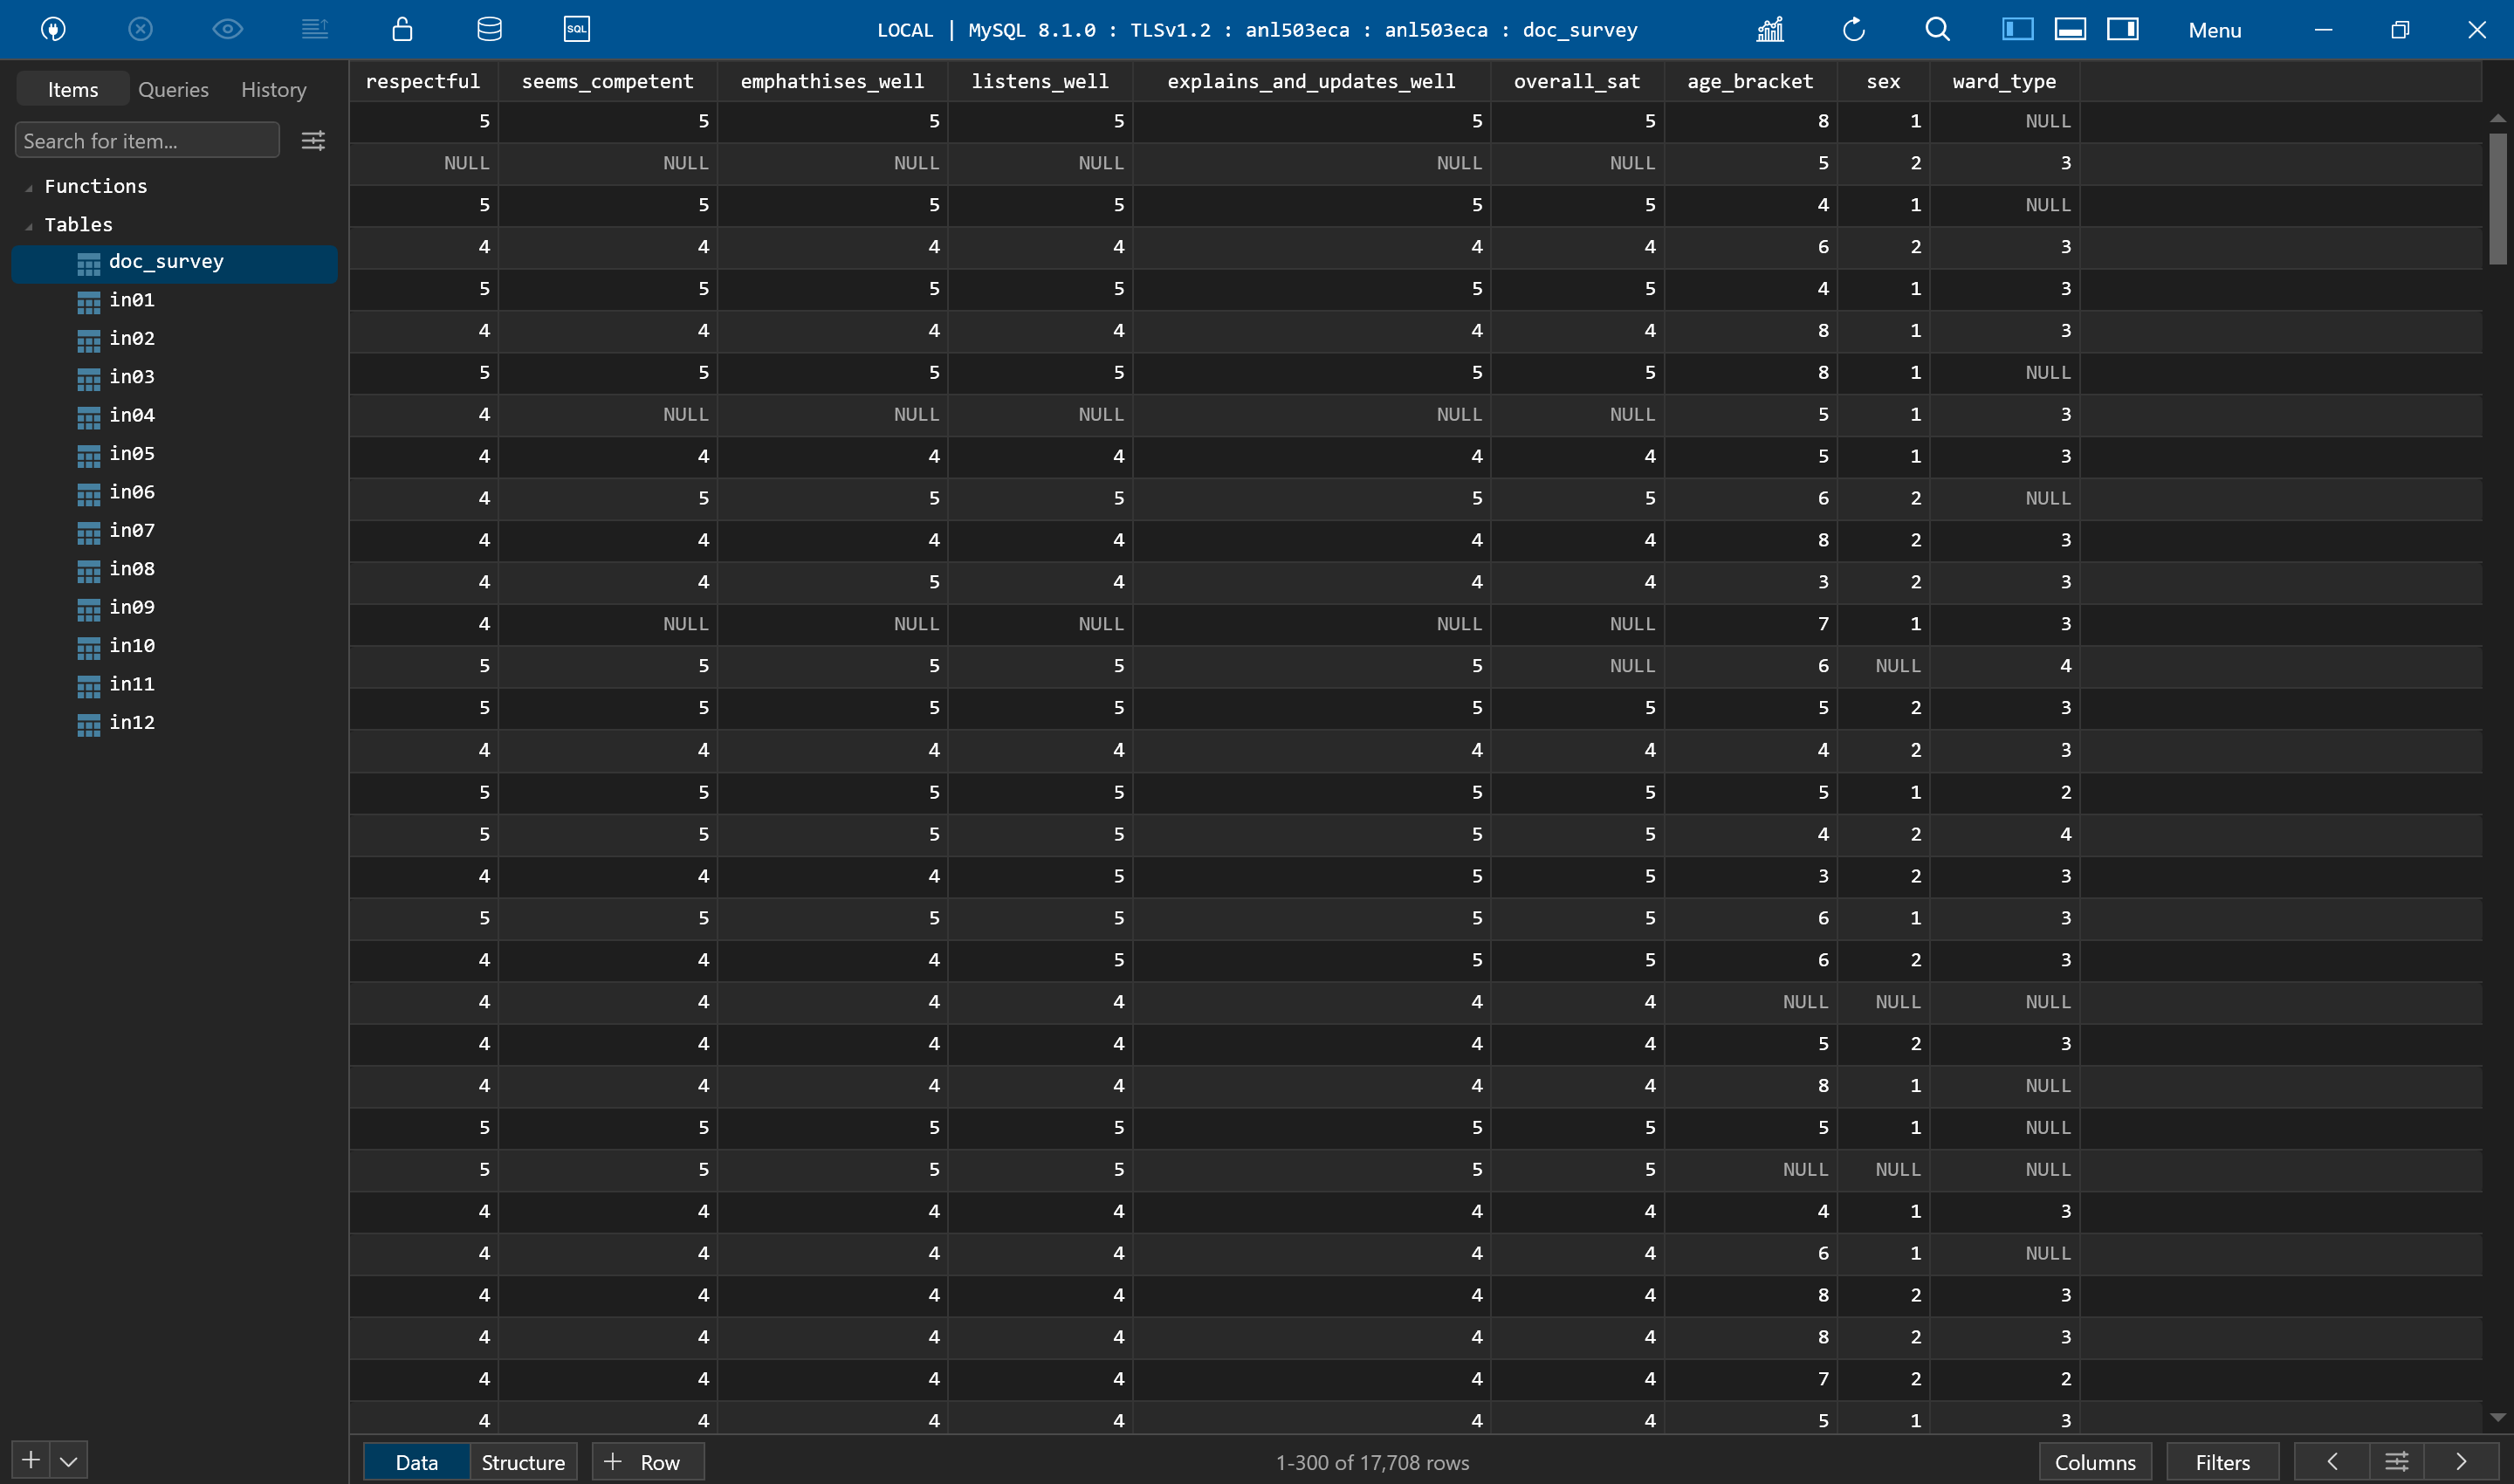 SQL LOCAL | MySQL 8.1.0 : TLSv1.2 : anl503eca : anl503eca : doc_survey Menu
Items Queries History
Search for item...
Functions
Tables
doc_survey
in01
in02
in03
in04
in05
in06
in07
in08
in09
in10
in11
in12
respectful seems_competent emphathises_well listens_well explains_and_updates_well overall_sat age_bracket sex ward_type
5 5 5 5 5 5 8 1 NULL
NULL NULL NULL NULL NULL NULL 5 2 3
5 5 5 5 5 5 4 1 NULL
4 4 4 4 4 4 6 2 3
5 5 5 5 5 5 4 1 3
4 4 4 4 4 4 8 1 3
5 5 5 5 5 5 8 1 NULL
4 NULL NULL NULL NULL NULL 5 1 3
4 4 4 4 4 4 5 1 3
4 5 5 5 5 5 6 2 NULL
4 4 4 4 4 4 8 2 3
4 4 5 4 4 4 3 2 3
4 NULL NULL NULL NULL NULL 7 1 3
5 5 5 5 5 NULL 6 NULL 4
5 5 5 5 5 5 5 2 3
4 4 4 4 4 4 4 2 3
5 5 5 5 5 5 5 1 2
5 5 5 5 5 5 4 2 4
4 4 4 5 5 5 3 2 3
5 5 5 5 5 5 6 1 3
4 4 4 5 5 5 6 2 3
4 4 4 4 4 4 NULL NULL NULL
4 4 4 4 4 4 5 2 3
4 4 4 4 4 4 8 1 NULL
5 5 5 5 5 5 5 1 NULL
5 5 5 5 5 5 NULL NULL NULL
4 4 4 4 4 4 4 1 3
4 4 4 4 4 4 6 1 NULL
4 4 4 4 4 4 8 2 3
4 4 4 4 4 4 8 2 3
4 4 4 4 4 4 7 2 2
4 4 4 4 4 4 5 1 3
Data Structure + Row 1-300 of 17,708 rows Columns Filters